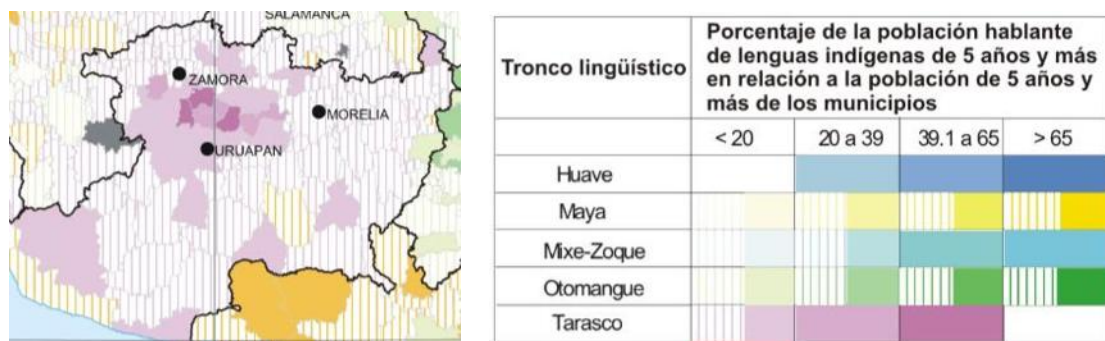 SALAMANCA
ZAMORA
MORELIA
URUAPAN
Tronco lingüístico
Porcentaje de la población hablante
de lenguas indígenas de 5 años y más
en relación a la población de 5 años y
más de los municipios
< 20 20 a 39 39.1 a 65 > 65
Huave
Maya
Mixe-Zoque
Otomangue
Tarasco